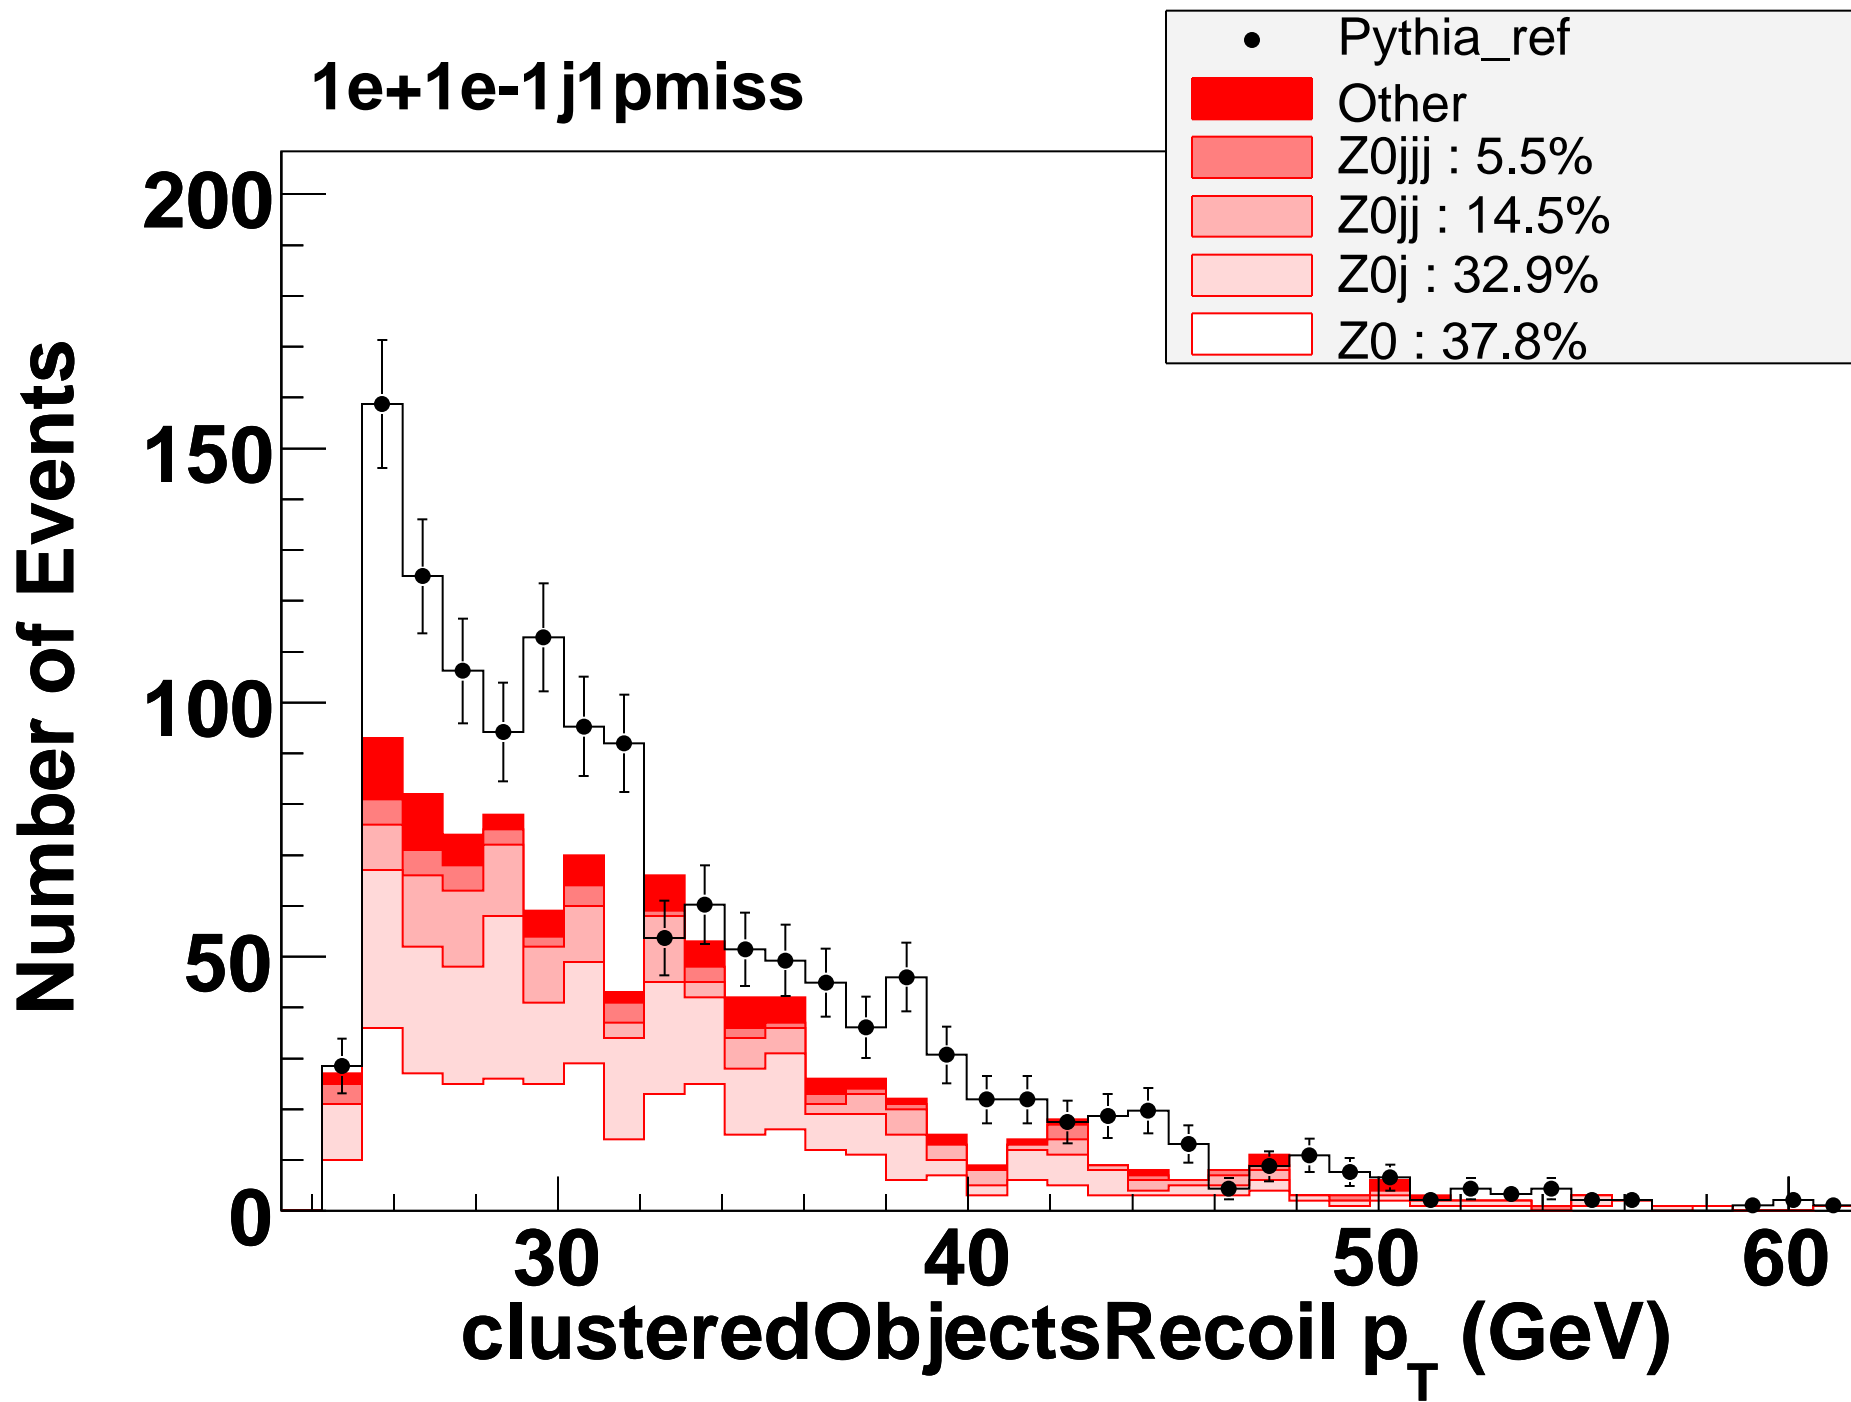 1e+1e-1j1pmiss
Pythia_ref
Other
Z0jjj : 5.5%
Z0jj : 14.5%
Z0j : 32.9%
Z0 : 37.8%
Number of Events
200
150
100
50
0
30 40 50 60
clusteredObjectsRecoil p_T (GeV)